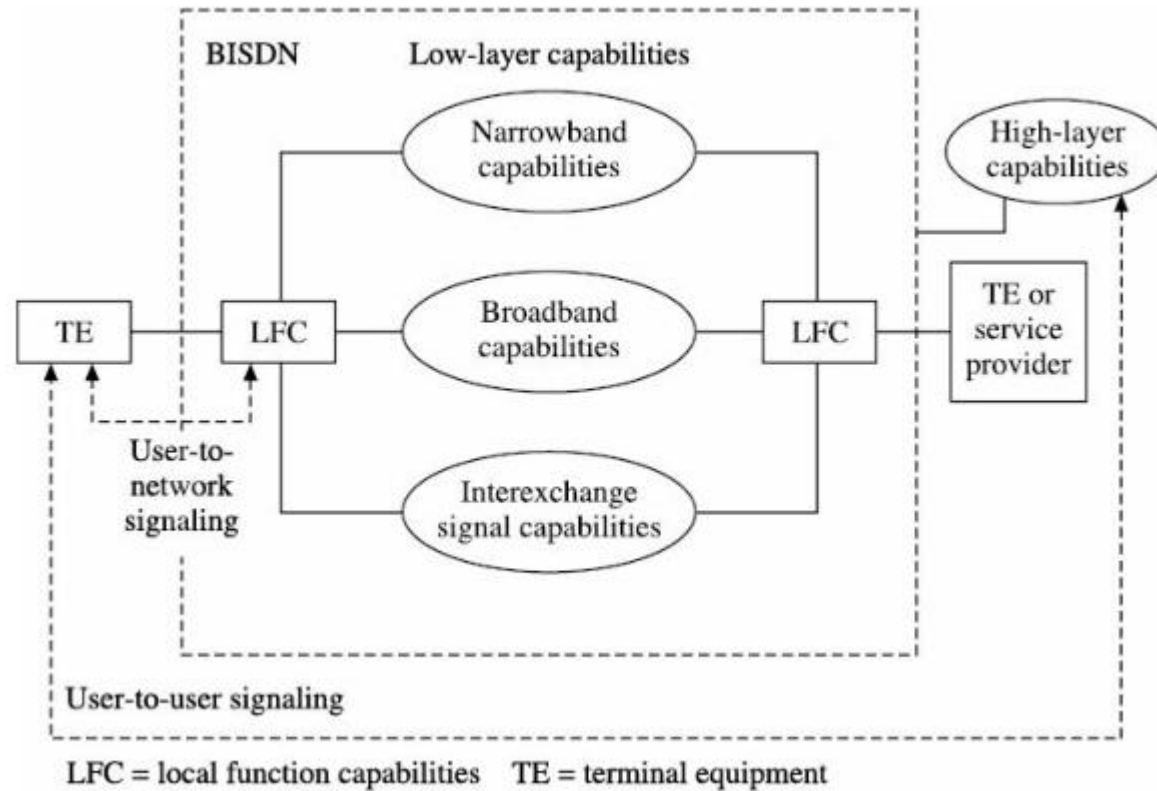 BISDN
Low-layer capabilities
Narrowband
capabilities
High-layer
capabilities
TE
LFC
Broadband
capabilities
LFC
TE or
service
provider
User-to-
network
signaling
Interexchange
signal capabilities
User-to-user signaling
LFC = local function capabilities TE = terminal equipment